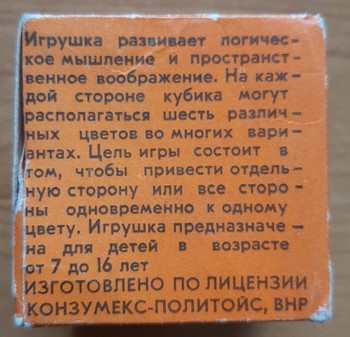 Игрушка развивает логичес-
кое мышление и пространст-
венное воображение. На каж-
дой стороне кубика могут
располагаться шесть различ-
ных цветов во многих вари-
антах. Цель игры состоит в
том, чтобы привести отдель-
ную сторону или все сторо-
ны одновременно к одному
цвету. Игрушка предназначе-
на для детей в возрасте
от 7 до 16 лет
ИЗГОТОВЛЕНО ПО ЛИЦЕНЗИИ
КОНЗУМЕКС-ПОЛИТОЙС, ВНР